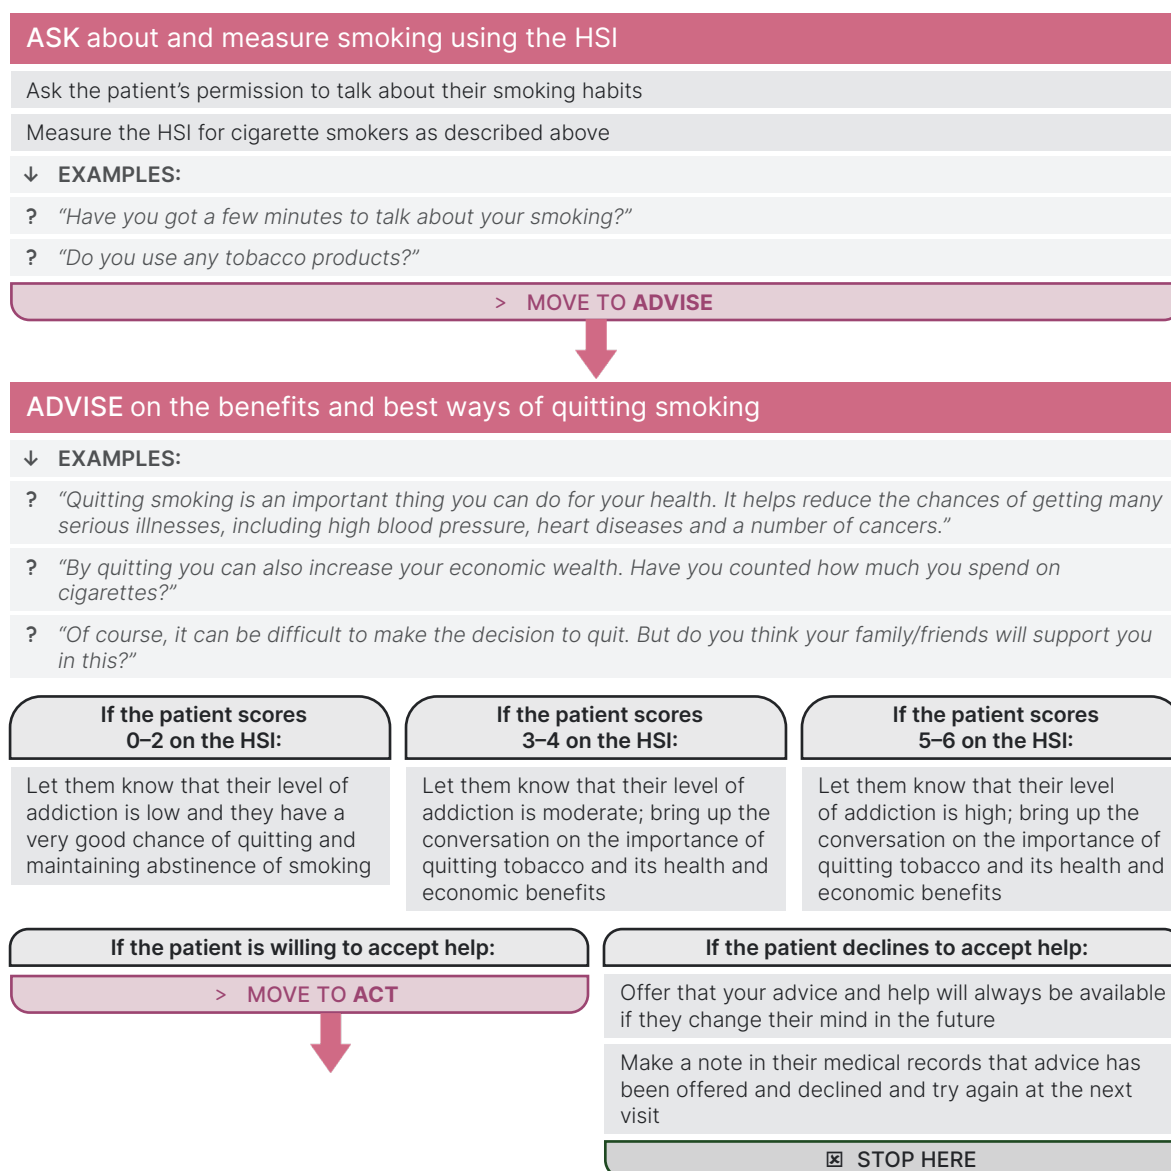 ASK about and measure smoking using the HSI
Ask the patient’s permission to talk about their smoking habits
Measure the HSI for cigarette smokers as described above
↓ EXAMPLES:
? “Have you got a few minutes to talk about your smoking?”
? “Do you use any tobacco products?”
> MOVE TO ADVISE
ADVISE on the benefits and best ways of quitting smoking
↓ EXAMPLES:
? “Quitting smoking is an important thing you can do for your health. It helps reduce the chances of getting many
serious illnesses, including high blood pressure, heart diseases and a number of cancers.”
? “By quitting you can also increase your economic wealth. Have you counted how much you spend on
cigarettes?”
? “Of course, it can be difficult to make the decision to quit. But do you think your family/friends will support you
in this?”
If the patient scores
0–2 on the HSI:
Let them know that their level of
addiction is low and they have a
very good chance of quitting and
maintaining abstinence of smoking
If the patient scores
3–4 on the HSI:
Let them know that their level of
addiction is moderate; bring up the
conversation on the importance of
quitting tobacco and its health and
economic benefits
If the patient scores
5–6 on the HSI:
Let them know that their level
of addiction is high; bring up the
conversation on the importance of
quitting tobacco and its health and
economic benefits
If the patient is willing to accept help:
> MOVE TO ACT
If the patient declines to accept help:
Offer that your advice and help will always be available
if they change their mind in the future
Make a note in their medical records that advice has
been offered and declined and try again at the next
visit
☒ STOP HERE